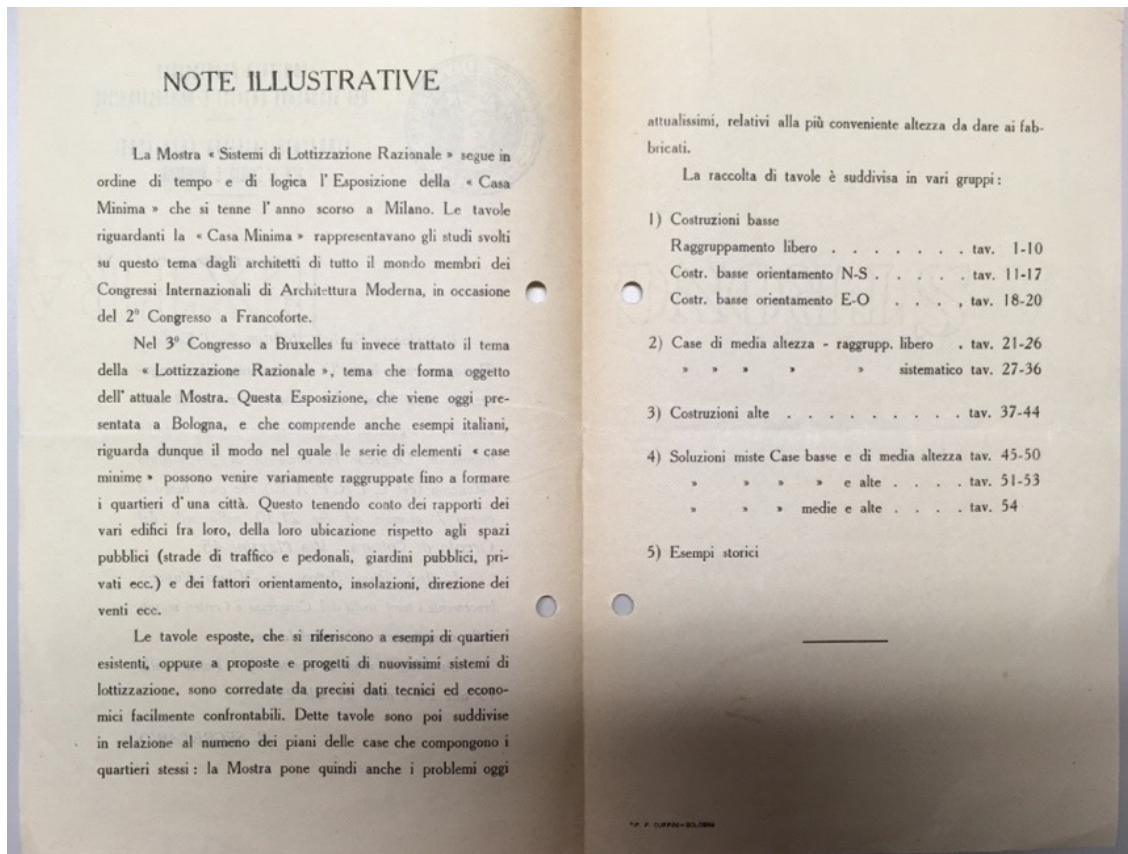 NOTE ILLUSTRATIVE
La Mostra « Sistemi di Lottizzazione Razionale » segue in
ordine di tempo e di logica l' Esposizione della « Casa
Minima » che si tenne l' anno scorso a Milano. Le tavole
riguardanti la « Casa Minima » rappresentavano gli studi svolti
su questo tema dagli architetti di tutto il mondo membri dei
Congressi Internazionali di Architettura Moderna, in occasione
del 2° Congresso a Francoforte.
Nel 3° Congresso a Bruxelles fu invece trattato il tema
della « Lottizzazione Razionale », tema che forma oggetto
dell' attuale Mostra. Questa Esposizione, che viene oggi pre-
sentata a Bologna, e che comprende anche esempi italiani,
riguarda dunque il modo nel quale le serie di elementi « case
minime » possono venire variamente raggruppate fino a formare
i quartieri d' una città. Questo tenendo conto dei rapporti dei
vari edifici fra loro, della loro ubicazione rispetto agli spazi
pubblici (strade di traffico e pedonali, giardini pubblici, pri-
vati ecc.) e dei fattori orientamento, insolazioni, direzione dei
venti ecc.
Le tavole esposte, che si riferiscono a esempi di quartieri
esistenti, oppure a proposte e progetti di nuovissimi sistemi di
lottizzazione, sono corredate da precisi dati tecnici ed econo-
mici facilmente confrontabili. Dette tavole sono poi suddivise
in relazione al numeno dei piani delle case che compongono i
quartieri stessi : la Mostra pone quindi anche i problemi oggi
attualissimi, relativi alla più conveniente altezza da dare ai fab-
bricati.
La raccolta di tavole è suddivisa in vari gruppi :
1) Costruzioni basse
Raggruppamento libero . . . . . . . tav. 1-10
Costr. basse orientamento N-S . . . . . tav. 11-17
Costr. basse orientamento E-O . . . . , tav. 18-20
2) Case di media altezza - raggrupp. libero . tav. 21-26
» » » » » sistematico tav. 27-36
3) Costruzioni alte . . . . . . . . . tav. 37-44
4) Soluzioni miste Case basse e di media altezza tav. 45-50
» » » » e alte . . . . tav. 51-53
» » » medie e alte . . . . tav. 54
5) Esempi storici